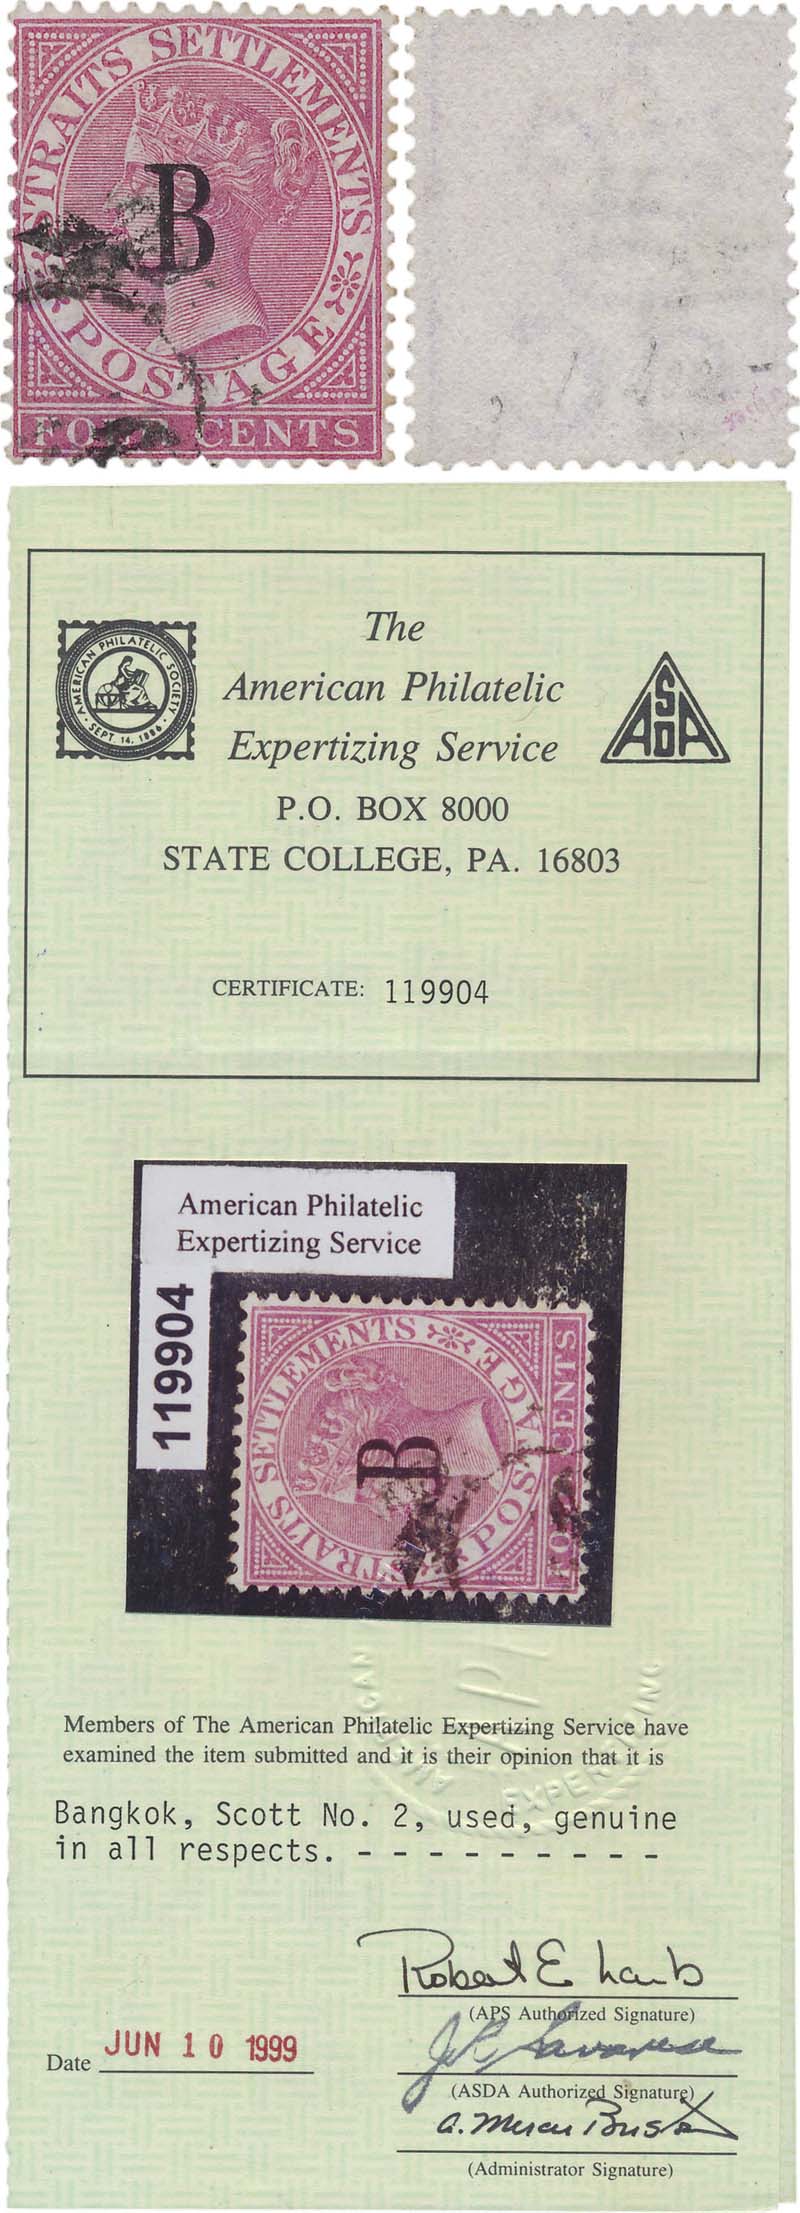 STRAITS SETTLEMENTS
B
POSTAGE
FOUR CENTS
The
American Philatelic
Expertizing Service
P.O. BOX 8000
STATE COLLEGE, PA. 16803
AMERICAN PHILATELIC SOCIETY
· SEPT. 14, 1886 ·
ASDA
CERTIFICATE: 119904
American Philatelic
Expertizing Service
119904
STRAITS SETTLEMENTS
B
POSTAGE
FOUR CENTS
Members of The American Philatelic Expertizing Service have
examined the item submitted and it is their opinion that it is
Bangkok, Scott No. 2, used, genuine
in all respects. - - - - - - - - - -
Robert E Lamb
(APS Authorized Signature)
(ASDA Authorized Signature)
(Administrator Signature)
Date JUN 10 1999